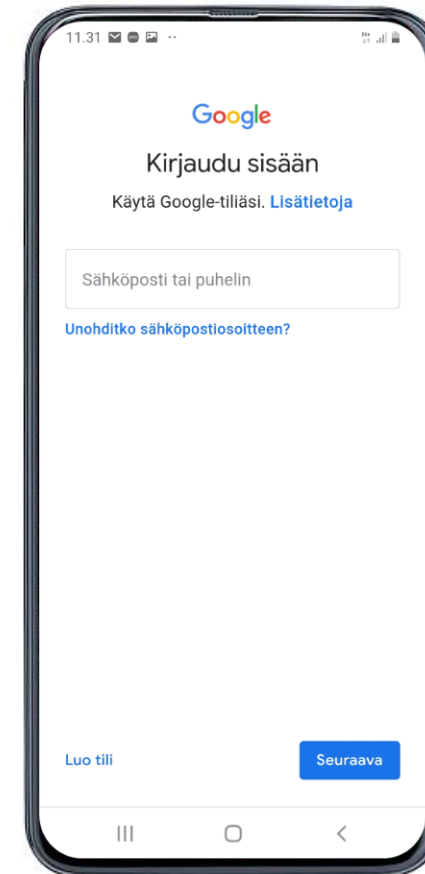 11.31
H+
Google
Kirjaudu sisään
Käytä Google-tiliäsi. Lisätietoja
Sähköposti tai puhelin
Unohditko sähköpostiosoitteen?
Luo tili
Seuraava